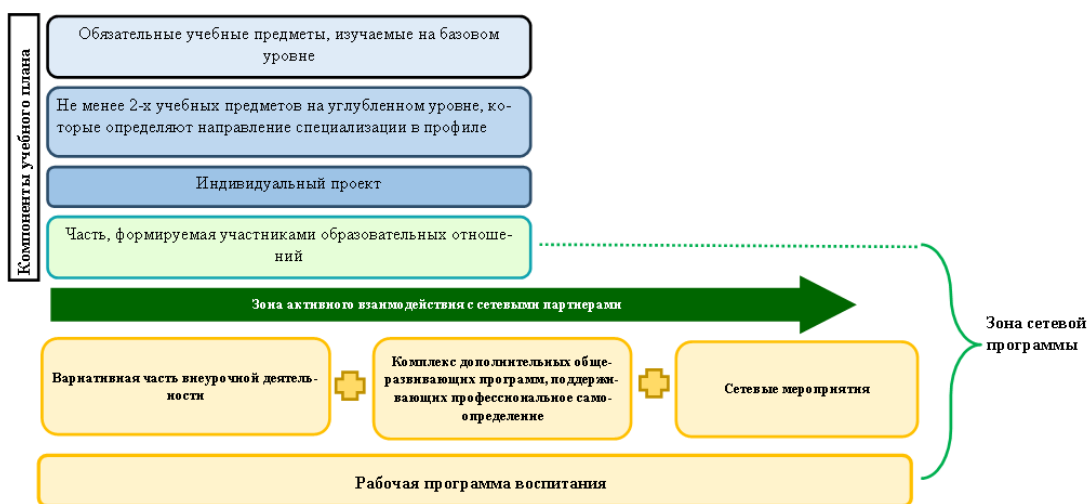 Компоненты учебного плана
Обязательные учебные предметы, изучаемые на базовом
уровне
Не менее 2-х учебных предметов на углубленном уровне, ко-
торые определяют направление специализации в профиле
Индивидуальный проект
Часть, формируемая участниками образовательных отноше-
ний
Зона активного взаимодействия с сетевыми партнерами
Зона сетевой
программы
Вариативная часть внеурочной деятель-
ности
Комплекс дополнительных обще-
развивающих программ, поддержи-
вающих профессиональное само-
определение
Сетевые мероприятия
Рабочая программа воспитания